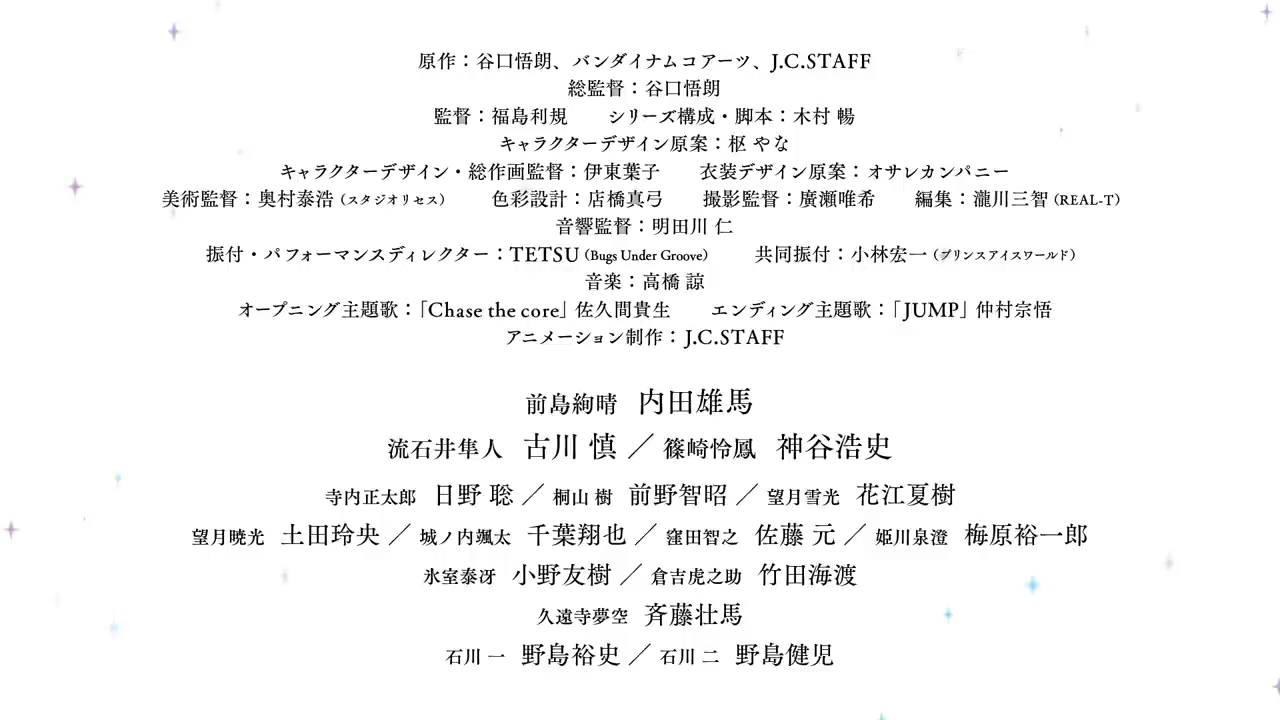 原作：谷口悟朗、バンダイナムコアーツ、J.C.STAFF
総監督：谷口悟朗
監督：福島利規　　シリーズ構成・脚本：木村 暢
キャラクターデザイン原案：枢 やな
キャラクターデザイン・総作画監督：伊東葉子　　衣装デザイン原案：オサレカンパニー
美術監督：奥村泰浩（スタジオリセス）　　色彩設計：店橋真弓　　撮影監督：廣瀬唯希　　編集：瀧川三智（REAL-T）
音響監督：明田川 仁
振付・パフォーマンスディレクター：TETSU（Bugs Under Groove）　　共同振付：小林宏一（プリンスアイスワールド）
音楽：高橋 諒
オープニング主題歌：「Chase the core」佐久間貴生　　エンディング主題歌：「JUMP」仲村宗悟
アニメーション制作：J.C.STAFF
前島絢晴　内田雄馬
流石井隼人　古川 慎／篠崎怜鳳　神谷浩史
寺内正太郎　日野 聡／桐山 樹　前野智昭／望月雪光　花江夏樹
望月暁光　土田玲央／城ノ内颯太　千葉翔也／窪田智之　佐藤 元／姫川泉澄　梅原裕一郎
氷室泰冴　小野友樹／倉吉虎之助　竹田海渡
久遠寺夢空　斉藤壮馬
石川 一　野島裕史／石川 二　野島健児